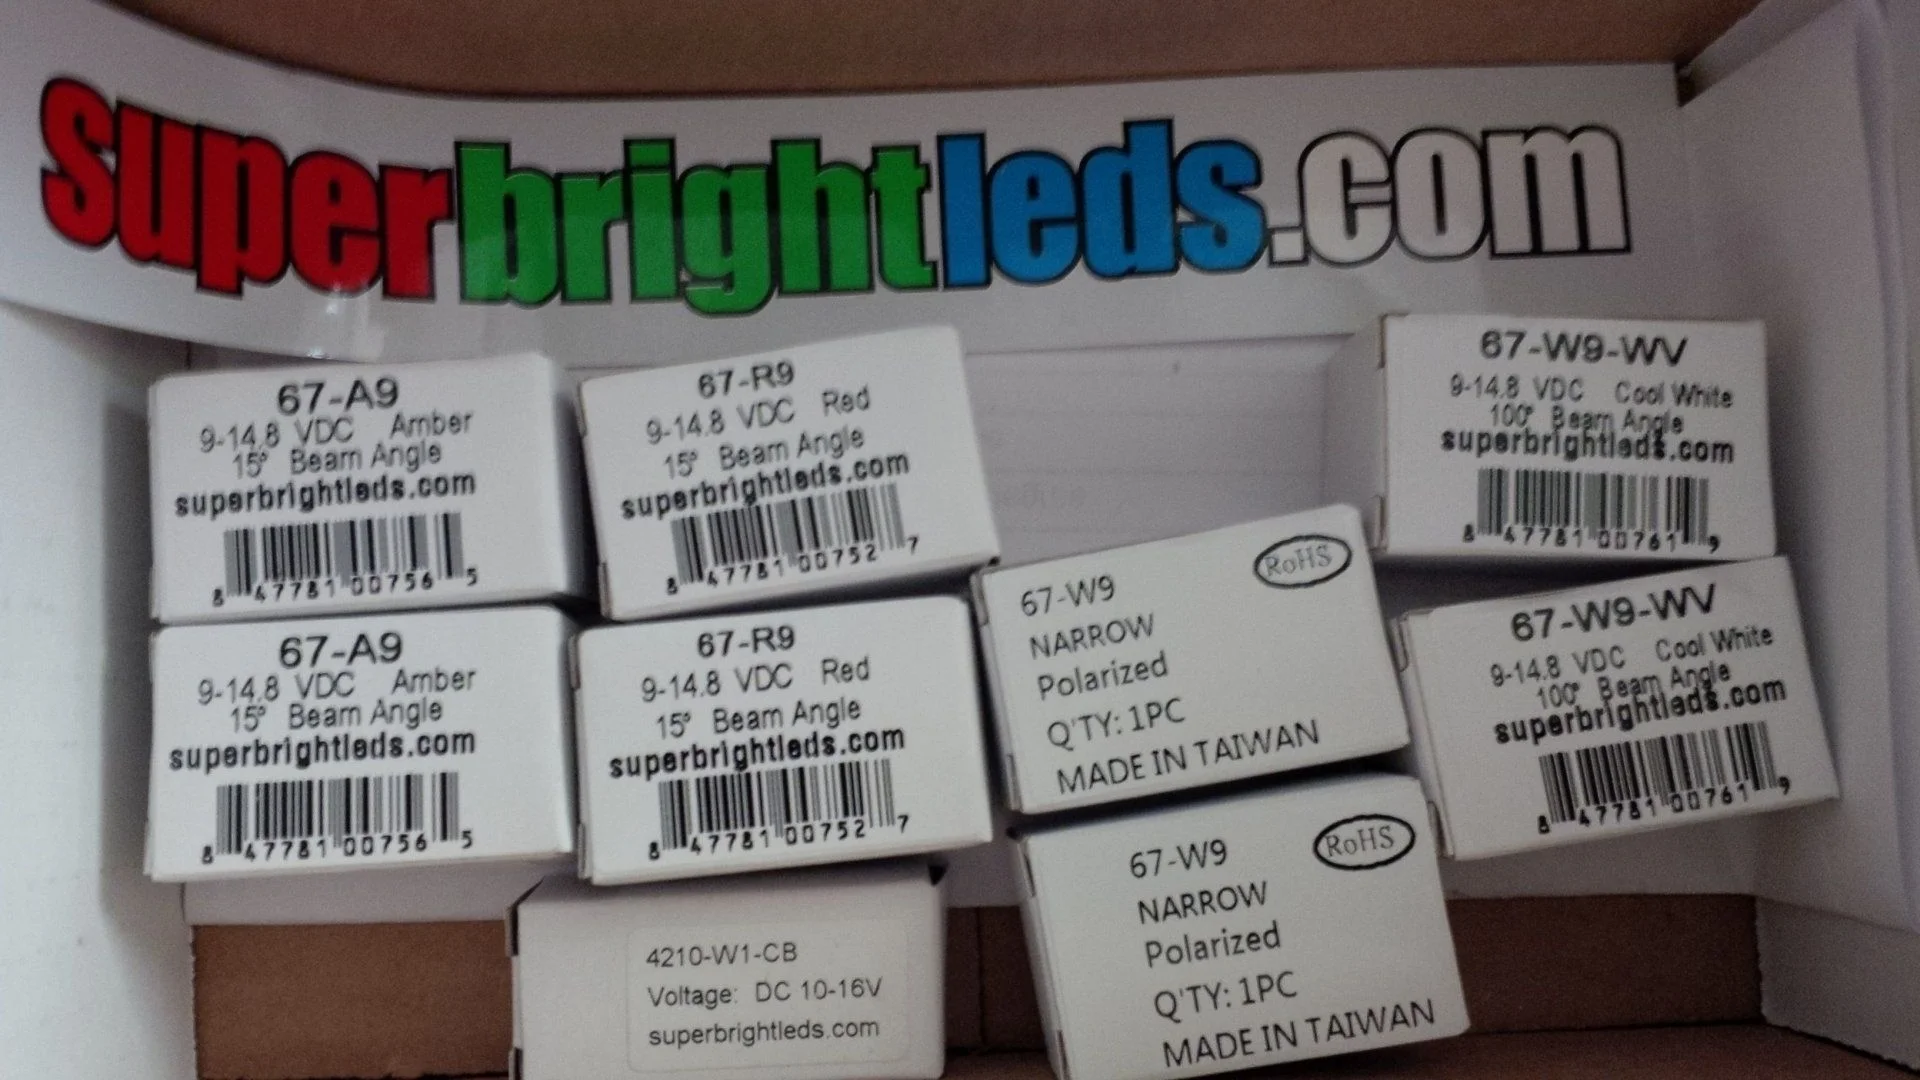 superbrightleds.com
67-A9
9-14.8 VDC Amber
15° Beam Angle
superbrightleds.com
8 47781 00756 5
67-R9
9-14.8 VDC Red
15° Beam Angle
superbrightleds.com
8 47781 00752 7
67-W9-WV
9-14.8 VDC Cool White
100° Beam Angle
superbrightleds.com
8 47781 00761 9
67-A9
9-14.8 VDC Amber
15° Beam Angle
superbrightleds.com
8 47781 00756 5
67-R9
9-14.8 VDC Red
15° Beam Angle
superbrightleds.com
8 47781 00752 7
67-W9
RoHS
NARROW
Polarized
Q'TY: 1PC
MADE IN TAIWAN
67-W9-WV
9-14.8 VDC Cool White
100° Beam Angle
superbrightleds.com
8 47781 00761 9
4210-W1-CB
Voltage: DC 10-16V
superbrightleds.com
67-W9
RoHS
NARROW
Polarized
Q'TY: 1PC
MADE IN TAIWAN